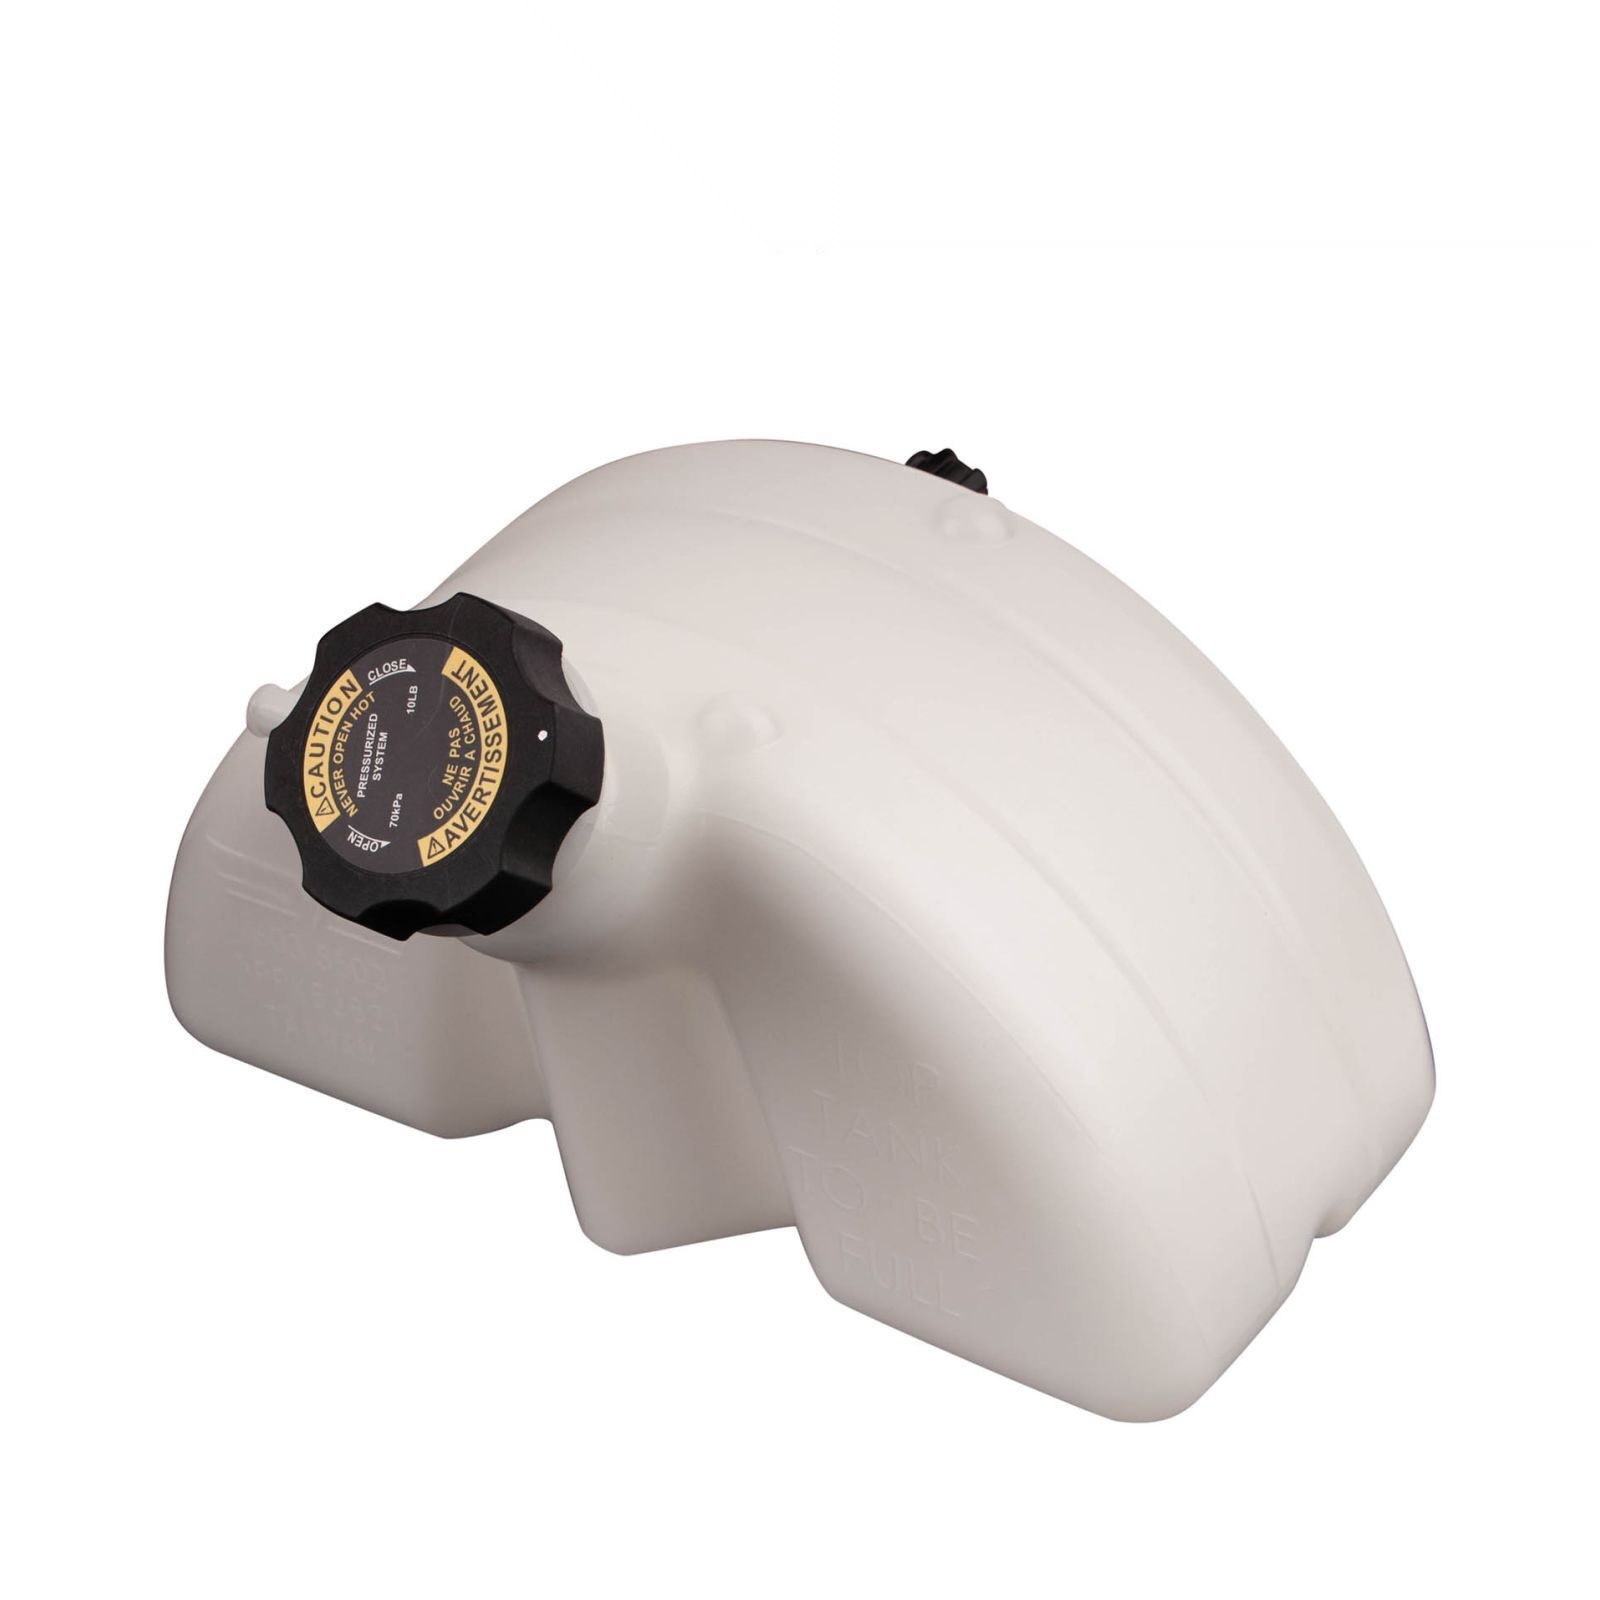 CLOSE
CAUTION
NEVER OPEN HOT
PRESSURIZED
SYSTEM
10LB
70kPa
OPEN
NE PAS
OUVRIR A CHAUD
AVERTISSEMENT
TOP
TANK
TO BE
FULL